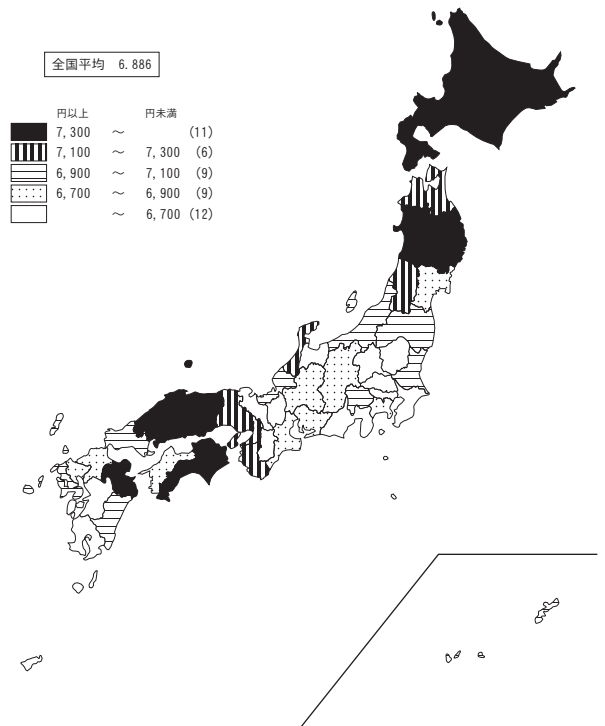 全国平均 6.886
円以上 円未満
7,300 ～ (11)
7,100 ～ 7,300 (6)
6,900 ～ 7,100 (9)
6,700 ～ 6,900 (9)
～ 6,700 (12)